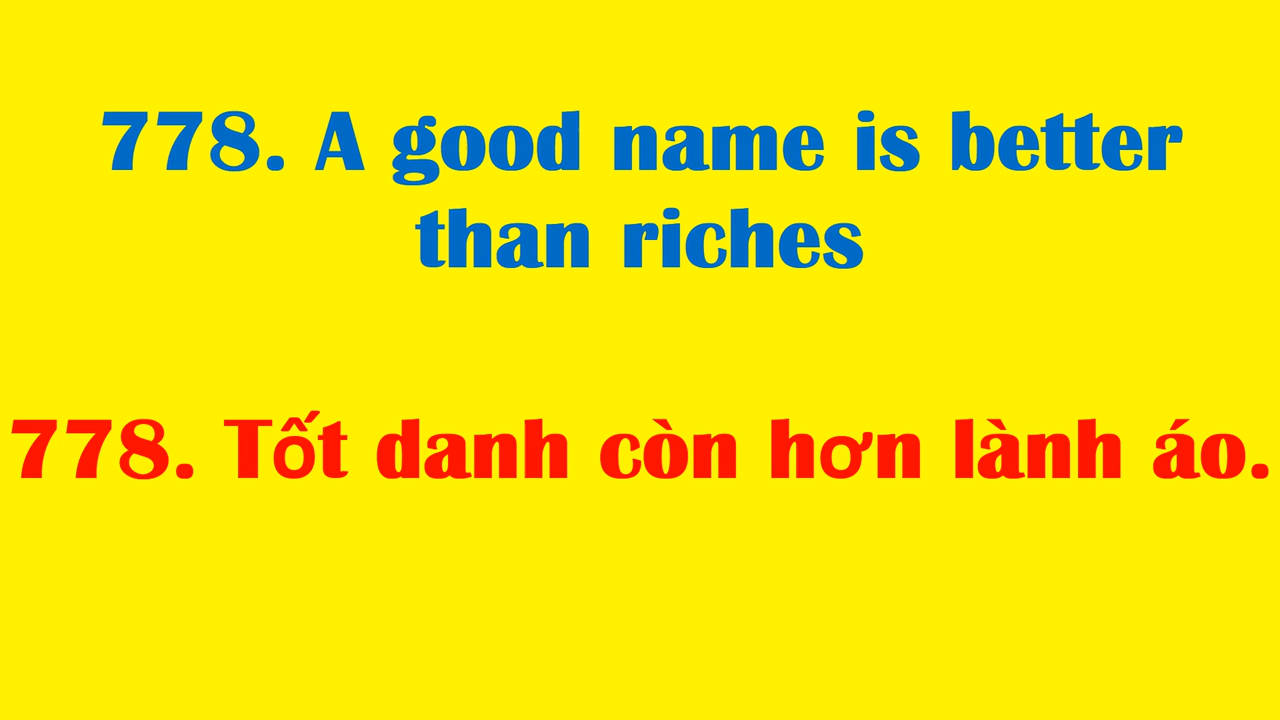 778. A good name is better
than riches
778. Tốt danh còn hơn lành áo.